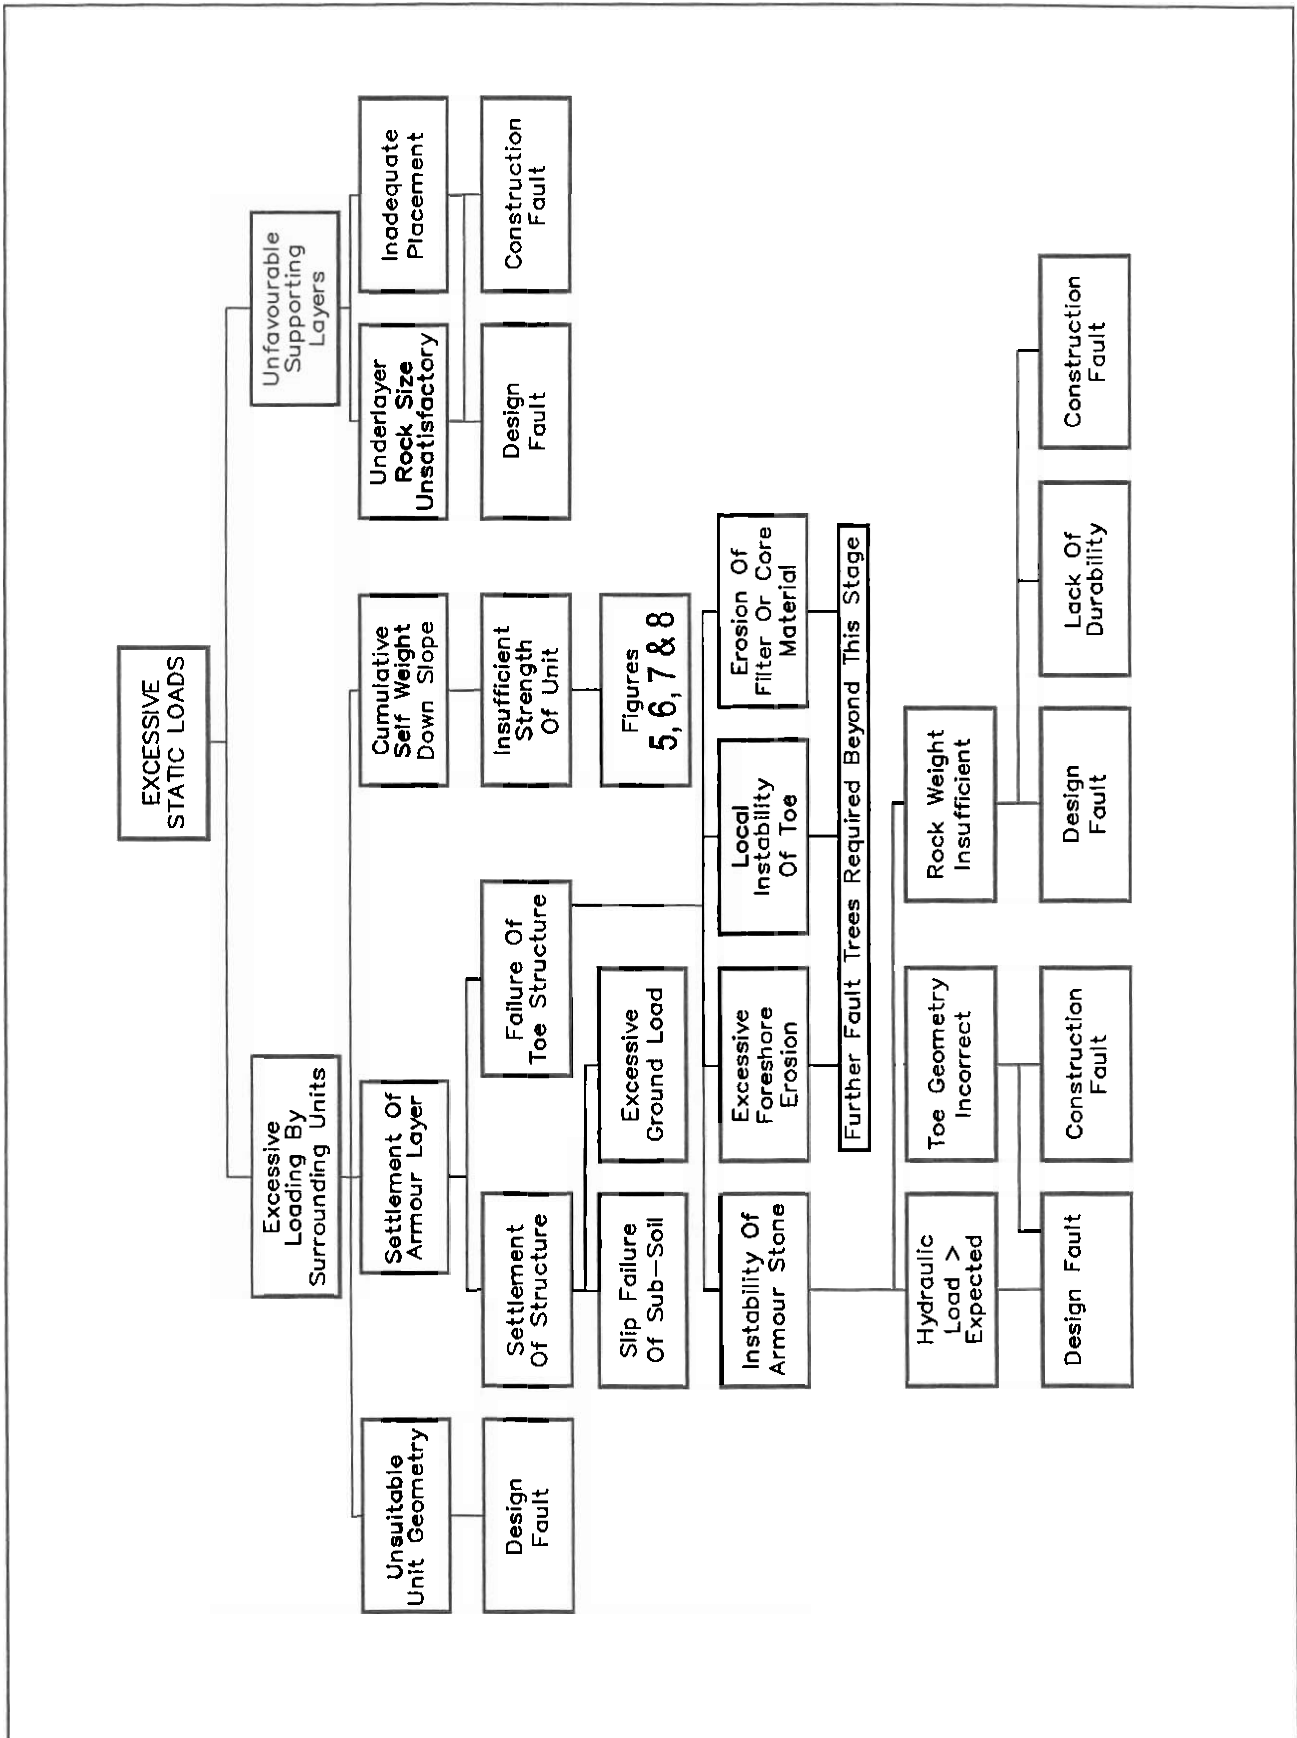 EXCESSIVE
STATIC LOADS
Excessive
Loading By
Surrounding Units
Unfavourable
Supporting
Layers
Unsuitable
Unit Geometry
Settlement Of
Armour Layer
Cumulative
Self Weight
Down Slope
Underlayer
Rock Size
Unsatisfactory
Inadequate
Placement
Design
Fault
Settlement
Of Structure
Failure Of
Toe Structure
Insufficient
Strength
Of Unit
Design
Fault
Construction
Fault
Slip Failure
Of Sub-Soil
Excessive
Ground Load
Figures
5, 6, 7 & 8
Instability Of
Armour Stone
Excessive
Foreshore
Erosion
Local
Instability
Of Toe
Erosion Of
Filter Or Core
Material
Further Fault Trees Required Beyond This Stage
Hydraulic
Load >
Expected
Toe Geometry
Incorrect
Rock Weight
Insufficient
Design Fault
Construction
Fault
Design
Fault
Lack Of
Durability
Construction
Fault